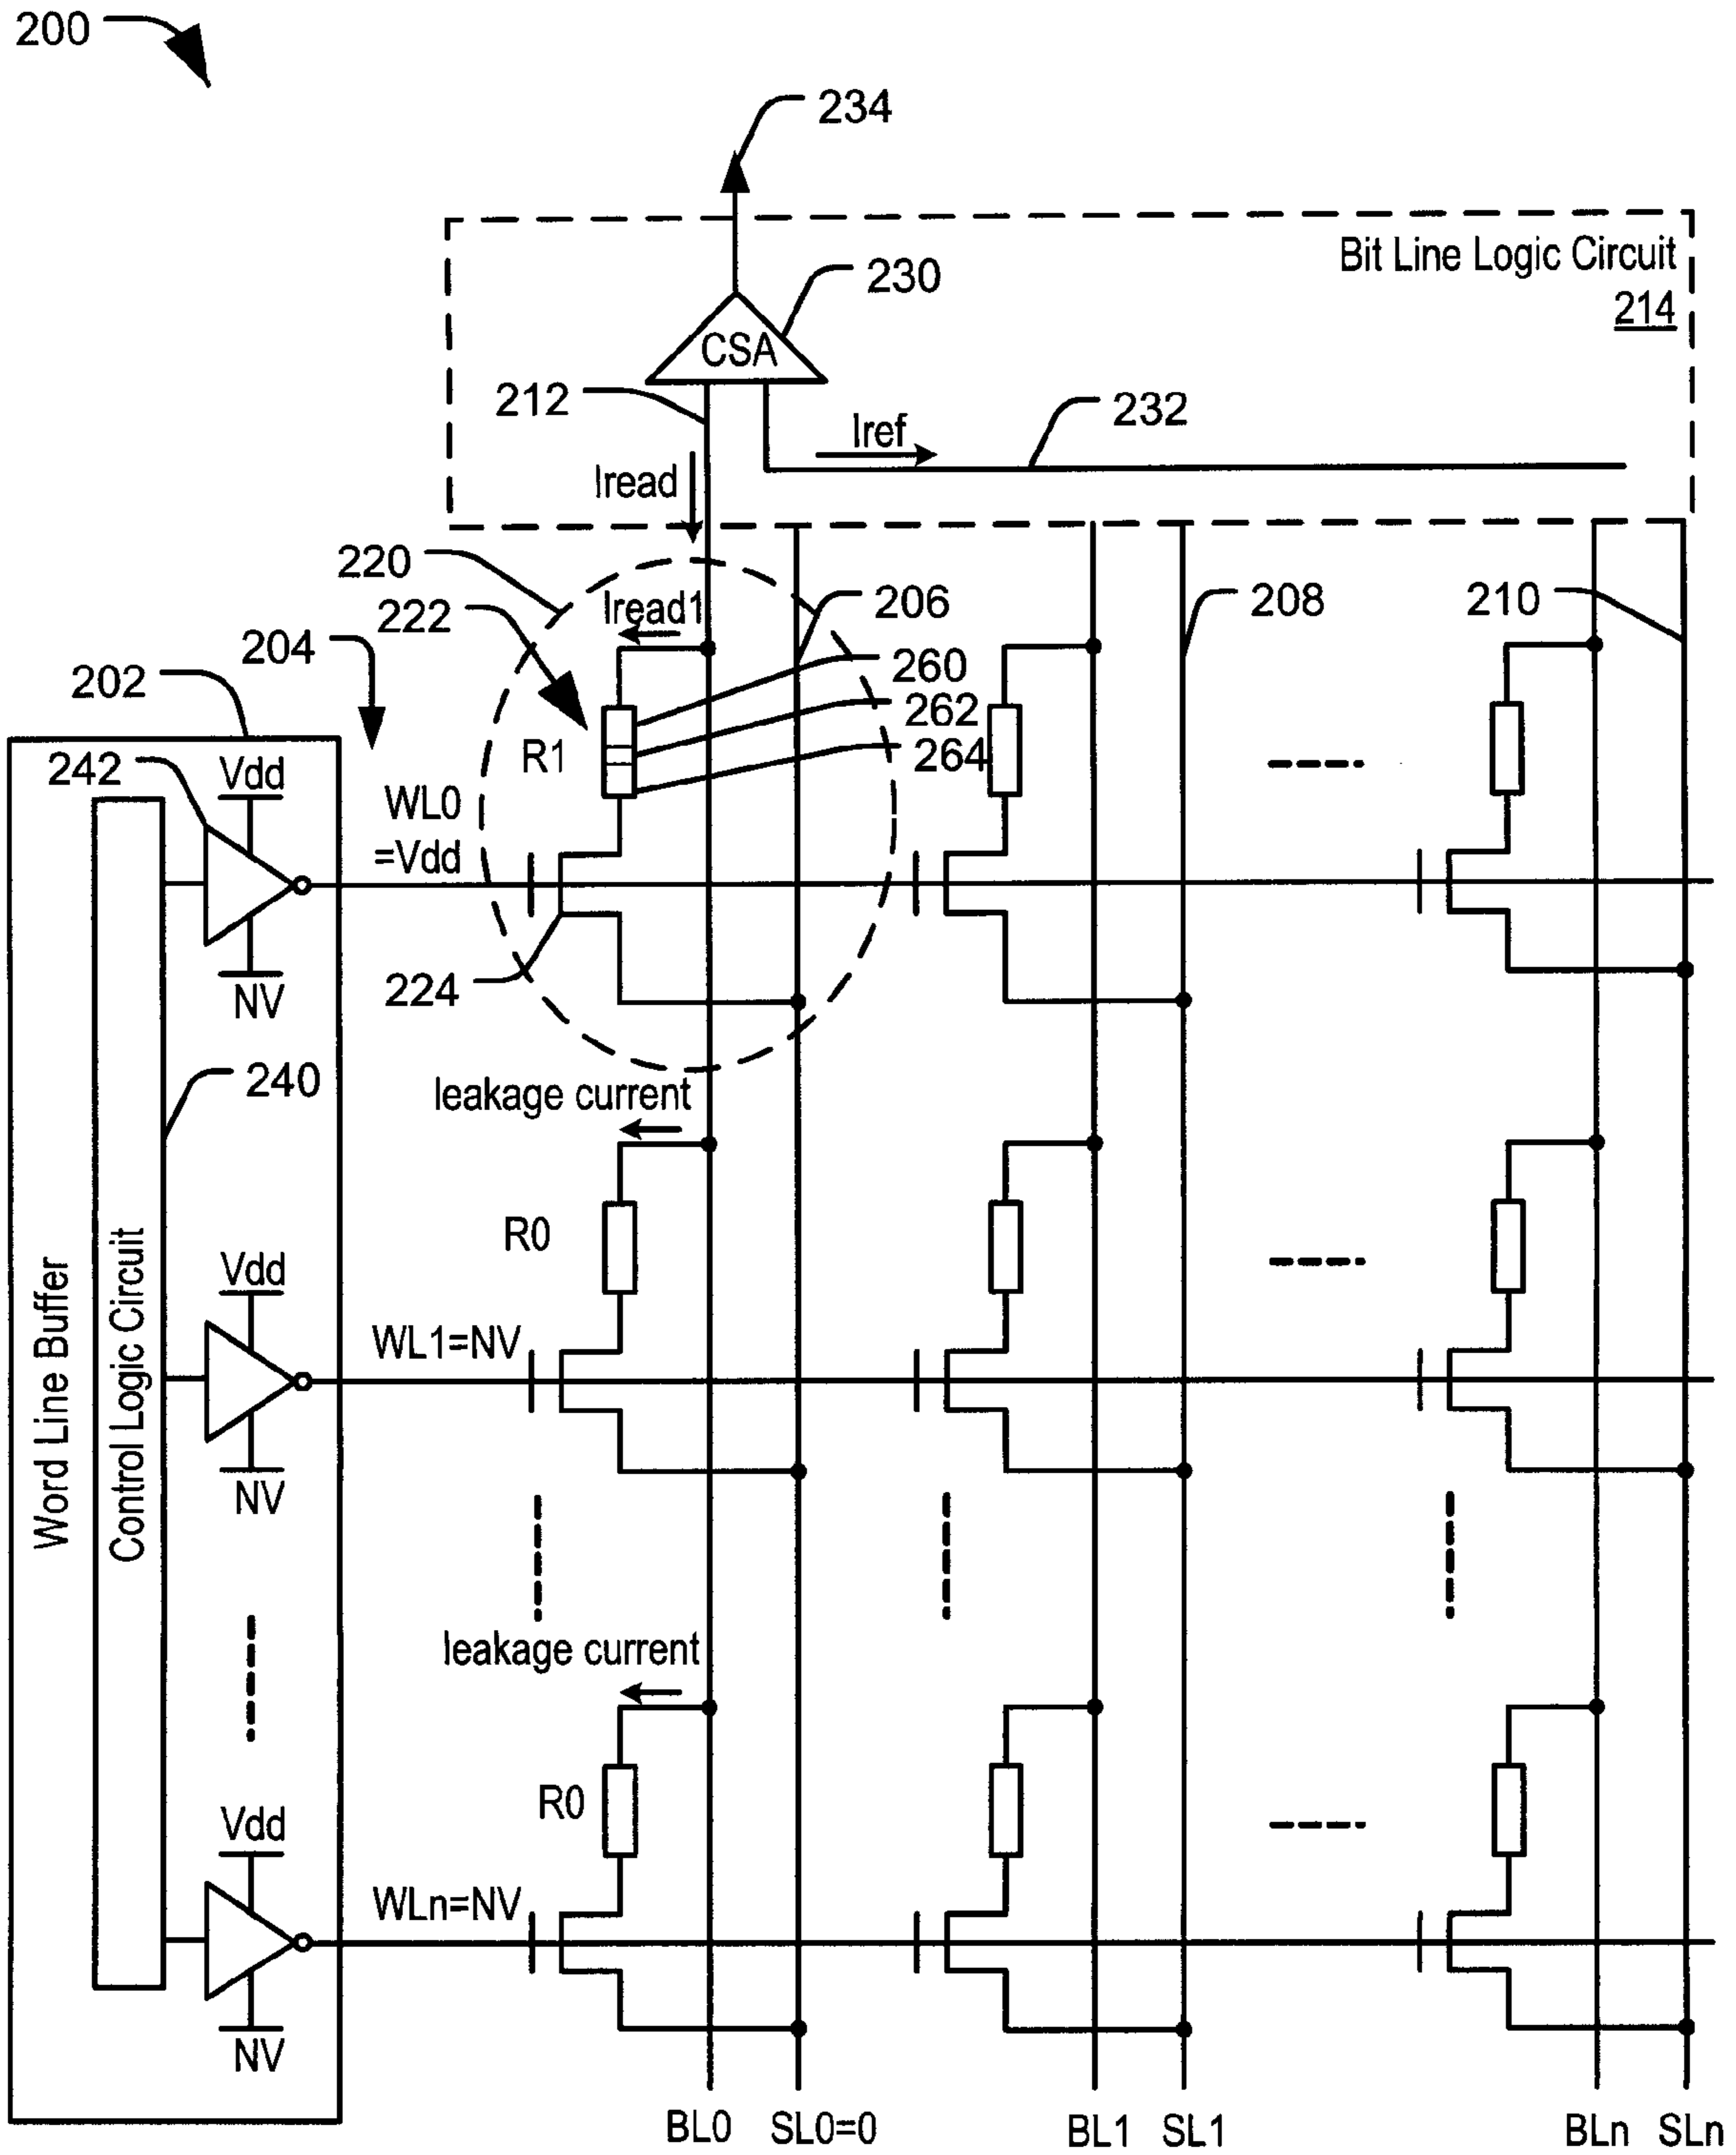 200
234
Bit Line Logic Circuit
214
230
CSA
212
Iref
232
Iread
220
Iread1
222
206
208
210
204
202
260
262
264
R1
242
Vdd
WL0
=Vdd
NV
224
240
leakage current
R0
Vdd
WL1=NV
NV
Word Line Buffer
Control Logic Circuit
leakage current
R0
Vdd
WLn=NV
NV
BL0
SL0=0
BL1
SL1
BLn
SLn